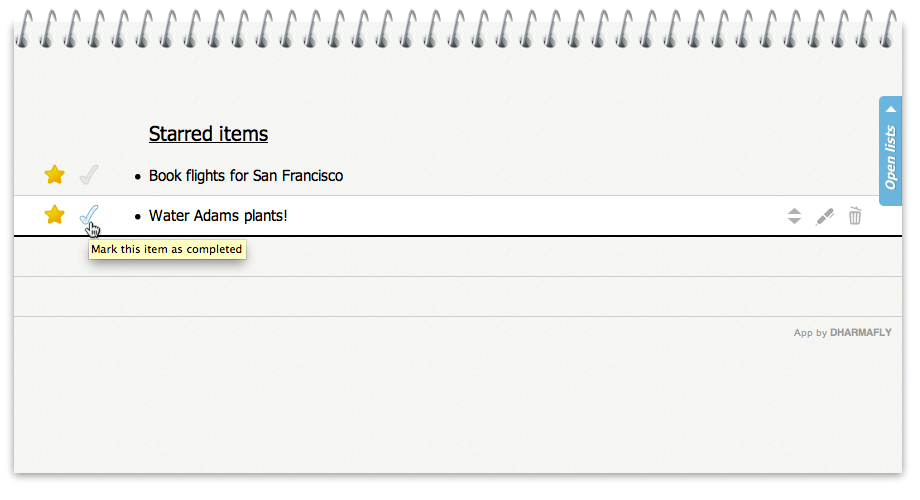 Starred items
• Book flights for San Francisco
• Water Adams plants!
Mark this item as completed
Open lists
App by DHARMAFLY